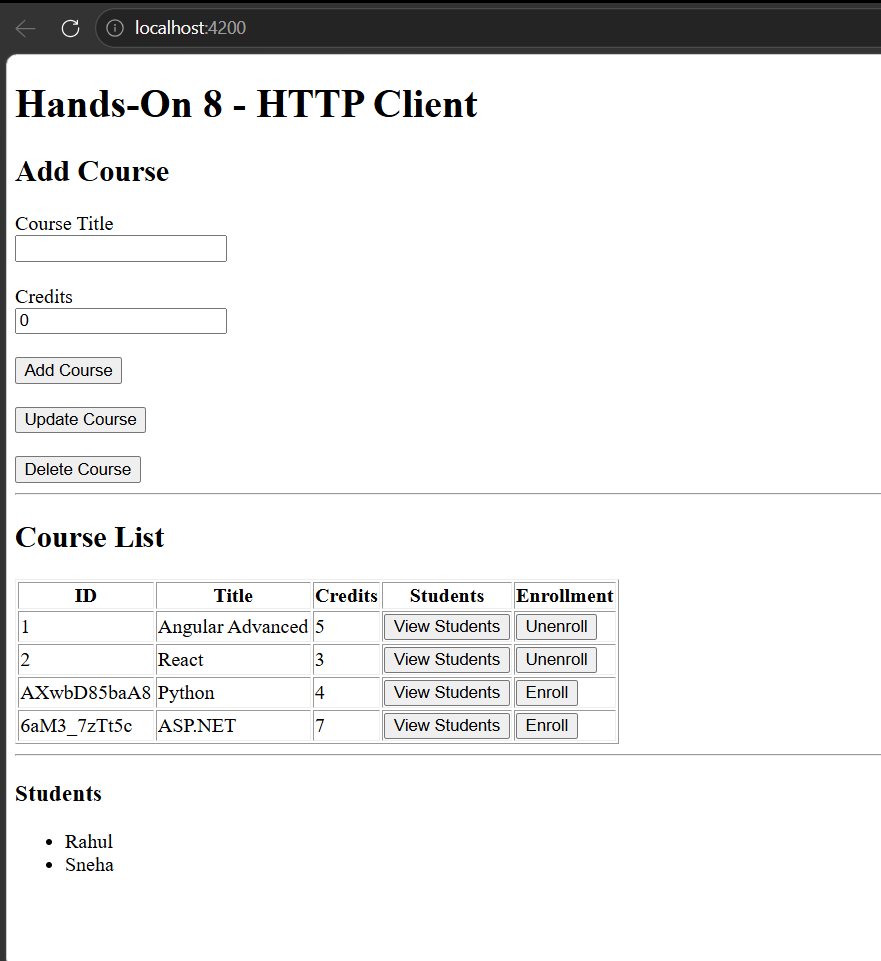 localhost:4200
Hands-On 8 - HTTP Client
Add Course
Course Title
Credits
0
Add Course
Update Course
Delete Course
Course List
ID Title Credits Students Enrollment
1 Angular Advanced 5 View Students Unenroll
2 React 3 View Students Unenroll
AXwbD85baA8 Python 4 View Students Enroll
6aM3_7zTt5c ASP.NET 7 View Students Enroll
Students
• Rahul
• Sneha